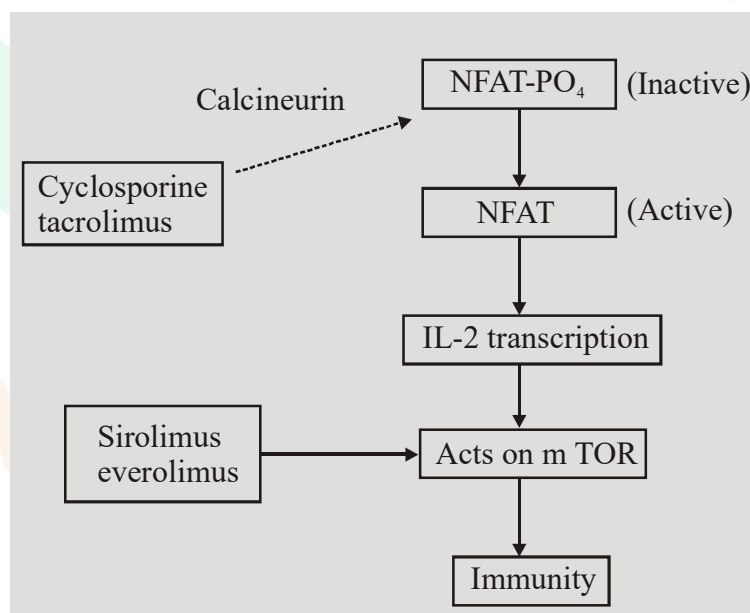 Calcineurin
NFAT-PO₄ (Inactive)
Cyclosporine
tacrolimus
NFAT (Active)
IL-2 transcription
Sirolimus
everolimus
Acts on m TOR
Immunity